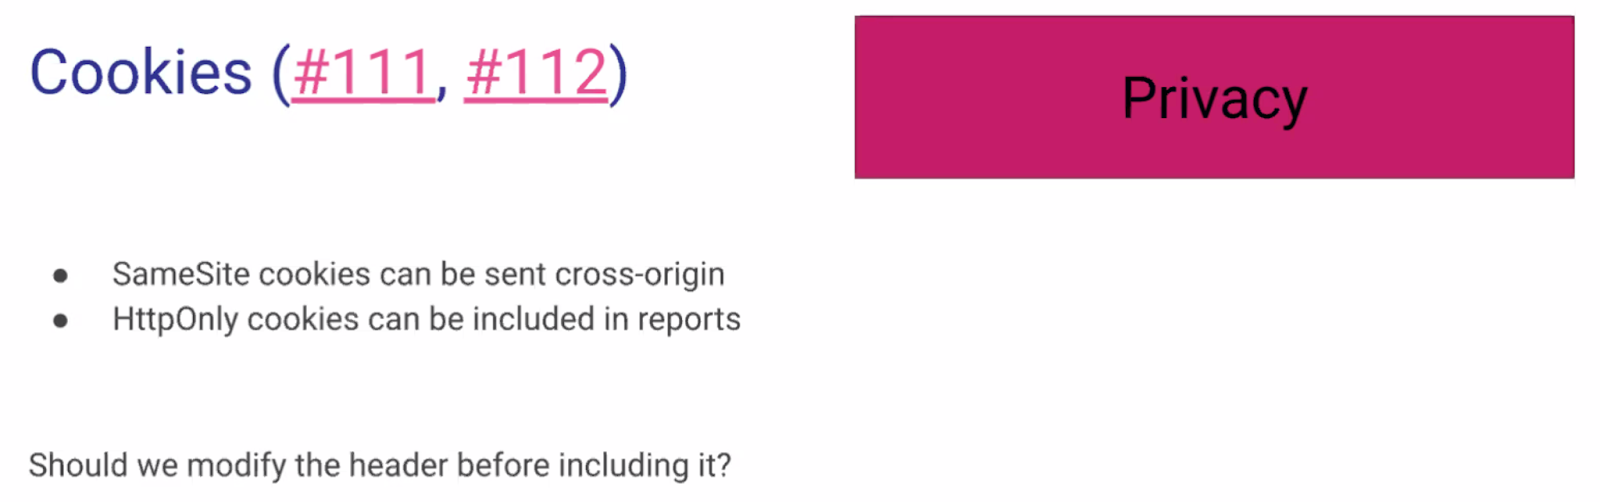 Cookies (#111, #112)
Privacy
● SameSite cookies can be sent cross-origin
● HttpOnly cookies can be included in reports
Should we modify the header before including it?